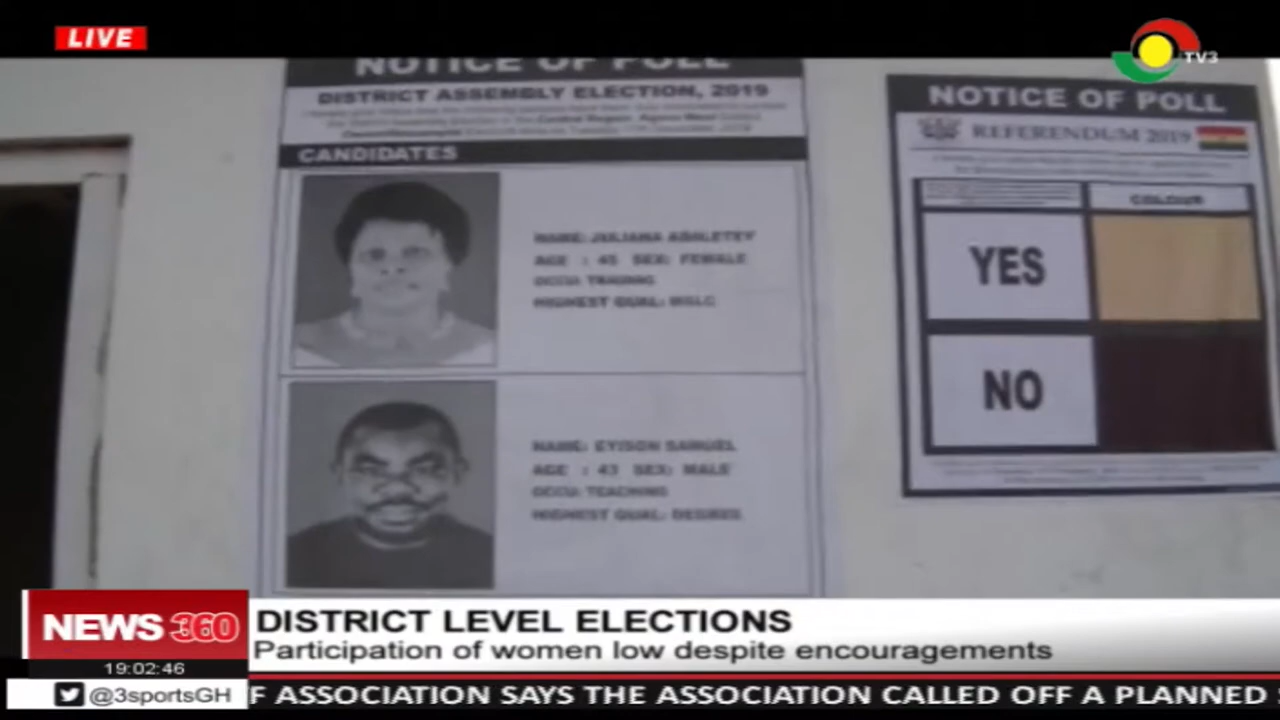 LIVE
TV3
NOTICE OF POLL
DISTRICT ASSEMBLY ELECTION, 2019
CANDIDATES
NAME: JULIANA
AGE : 45 SEX: FEMALE
OCCU: TRADING
HIGHEST QUAL: MSLC
NAME: EYISON SAMUEL
AGE : 43 SEX: MALE
OCCU: TEACHING
HIGHEST QUAL: DEGREE
NOTICE OF POLL
REFERENDUM 2019
COLOUR
YES
NO
NEWS 360
DISTRICT LEVEL ELECTIONS
Participation of women low despite encouragements
19:02:46
@3sportsGH
F ASSOCIATION SAYS THE ASSOCIATION CALLED OFF A PLANNED